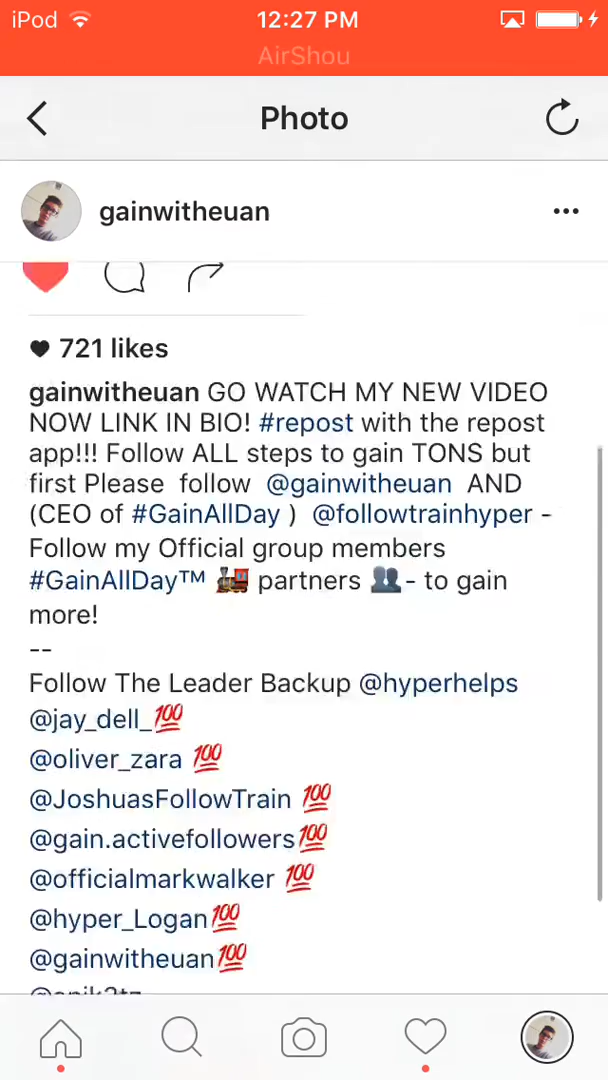 iPod 12:27 PM
AirShou
Photo
gainwitheuan
721 likes
gainwitheuan GO WATCH MY NEW VIDEO
NOW LINK IN BIO! #repost with the repost
app!!! Follow ALL steps to gain TONS but
first Please follow @gainwitheuan AND
(CEO of #GainAllDay ) @followtrainhyper -
Follow my Official group members
#GainAllDay™ 🚂 partners 👥- to gain
more!
--
Follow The Leader Backup @hyperhelps
@jay_dell_💯
@oliver_zara 💯
@JoshuasFollowTrain 💯
@gain.activefollowers💯
@officialmarkwalker 💯
@hyper_Logan💯
@gainwitheuan💯